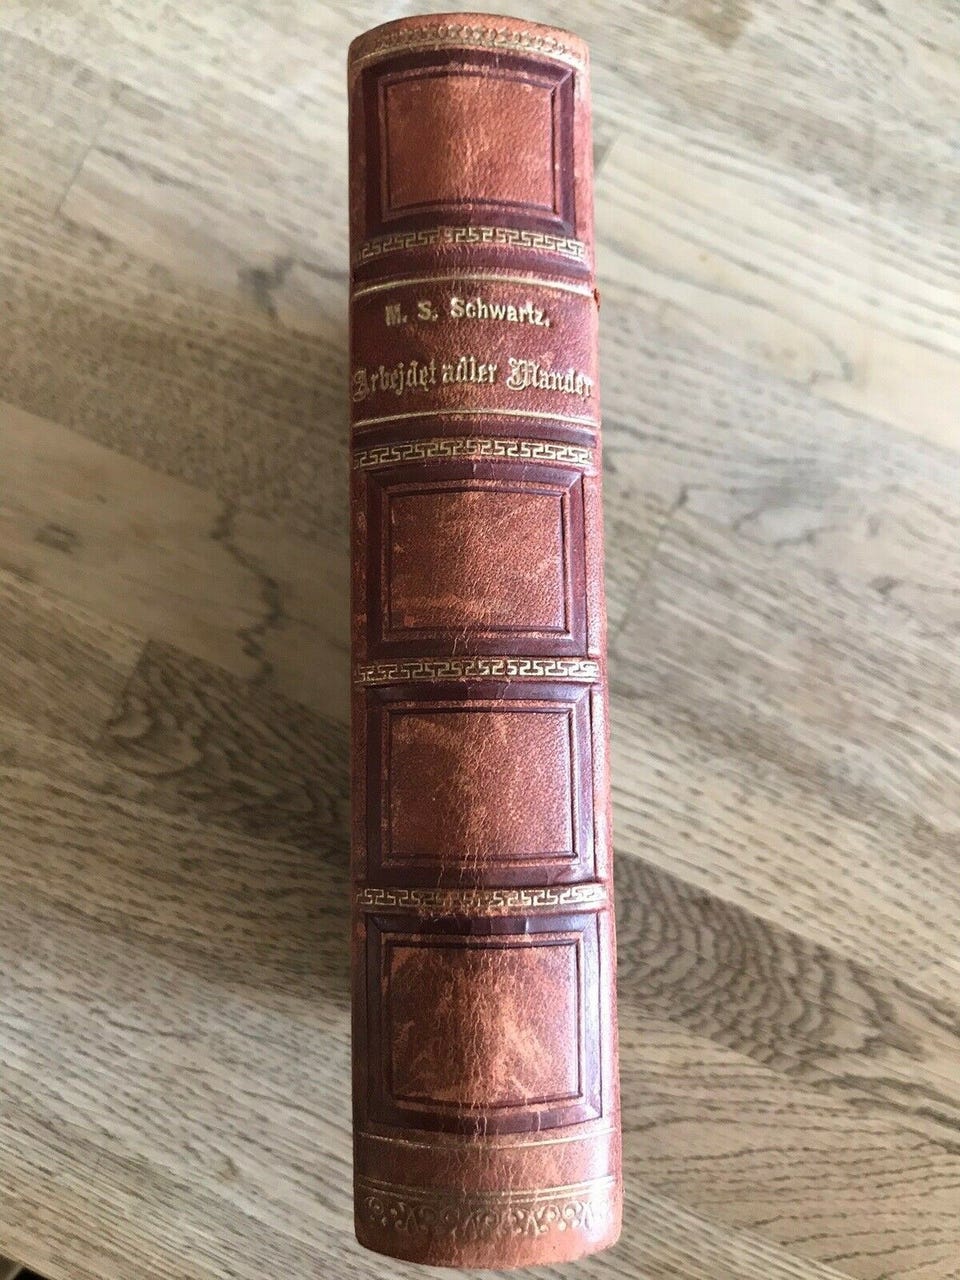 M. S. Schwartz.
Arbejdet adler Manden